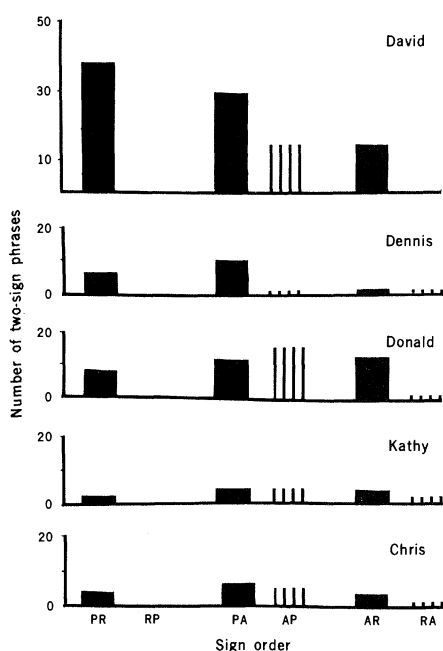 Number of two-sign phrases
50
30
10
David
20
0
Dennis
20
0
Donald
20
0
Kathy
20
0
Chris
PR RP PA AP AR RA
Sign order